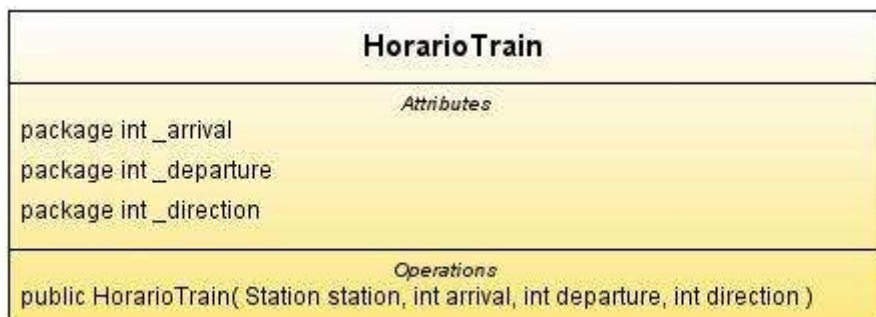 HorarioTrain
Attributes
package int _arrival
package int _departure
package int _direction
Operations
public HorarioTrain( Station station, int arrival, int departure, int direction )